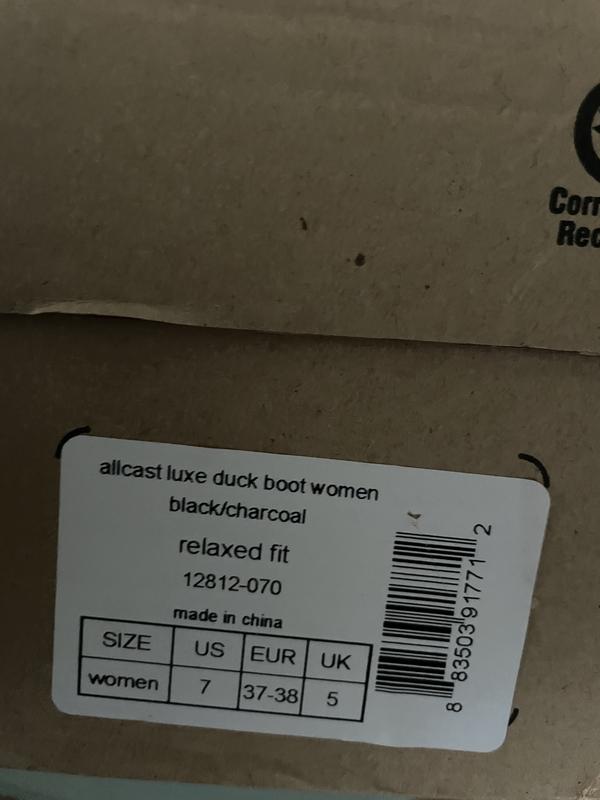 Corr
Rec
allcast luxe duck boot women
black/charcoal
relaxed fit
12812-070
made in china
SIZE US EUR UK
women 7 37-38 5
8 83503 91771 2